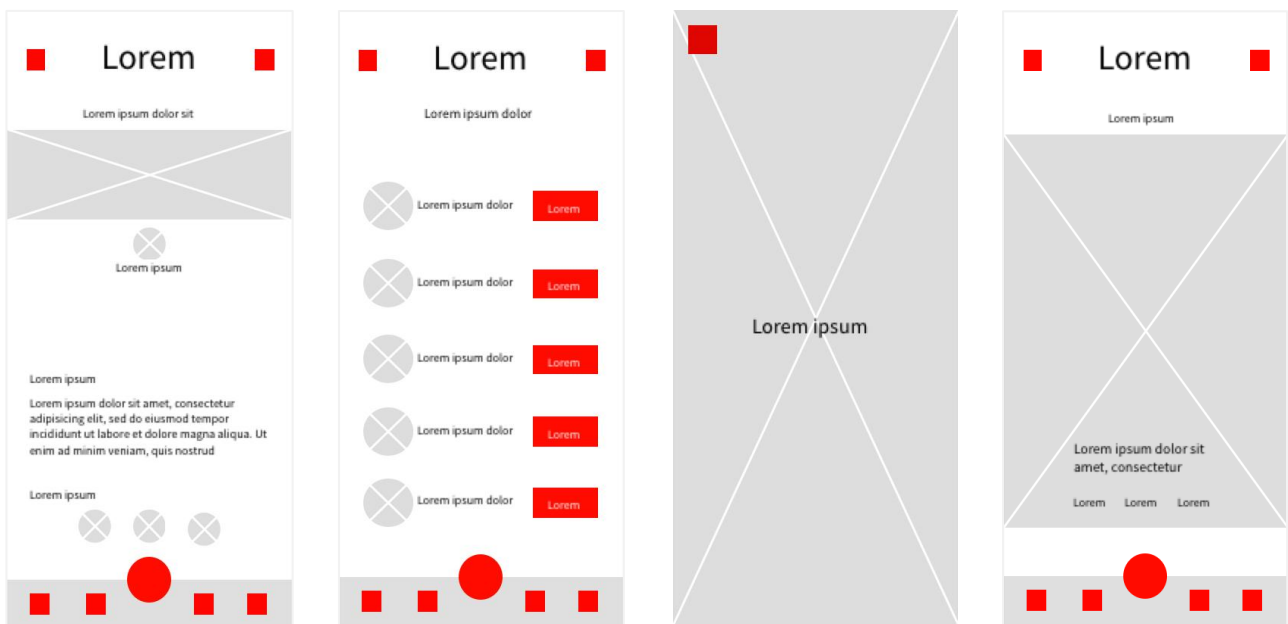 Lorem
Lorem ipsum dolor sit
Lorem ipsum
Lorem ipsum
Lorem ipsum dolor sit amet, consectetur
adipisicing elit, sed do eiusmod tempor
incididunt ut labore et dolore magna aliqua. Ut
enim ad minim veniam, quis nostrud
Lorem ipsum
Lorem
Lorem ipsum dolor
Lorem ipsum dolor Lorem
Lorem ipsum dolor Lorem
Lorem ipsum dolor Lorem
Lorem ipsum dolor Lorem
Lorem ipsum dolor Lorem
Lorem ipsum
Lorem
Lorem ipsum
Lorem ipsum dolor sit
amet, consectetur
Lorem Lorem Lorem